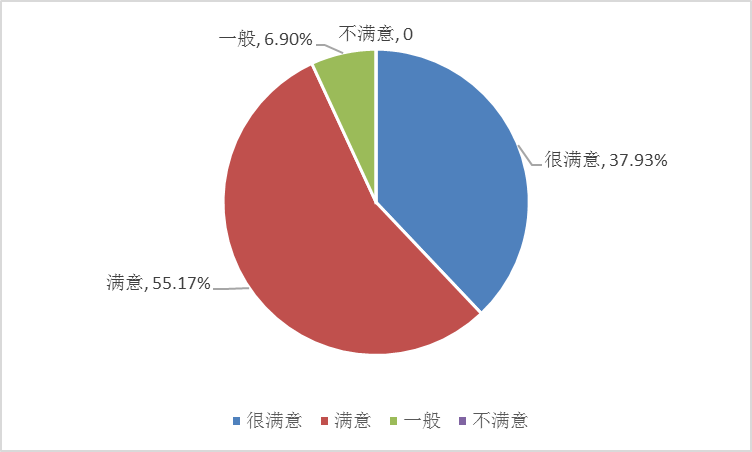 不满意, 0
一般, 6.90%
很满意, 37.93%
满意, 55.17%
很满意 满意 一般 不满意